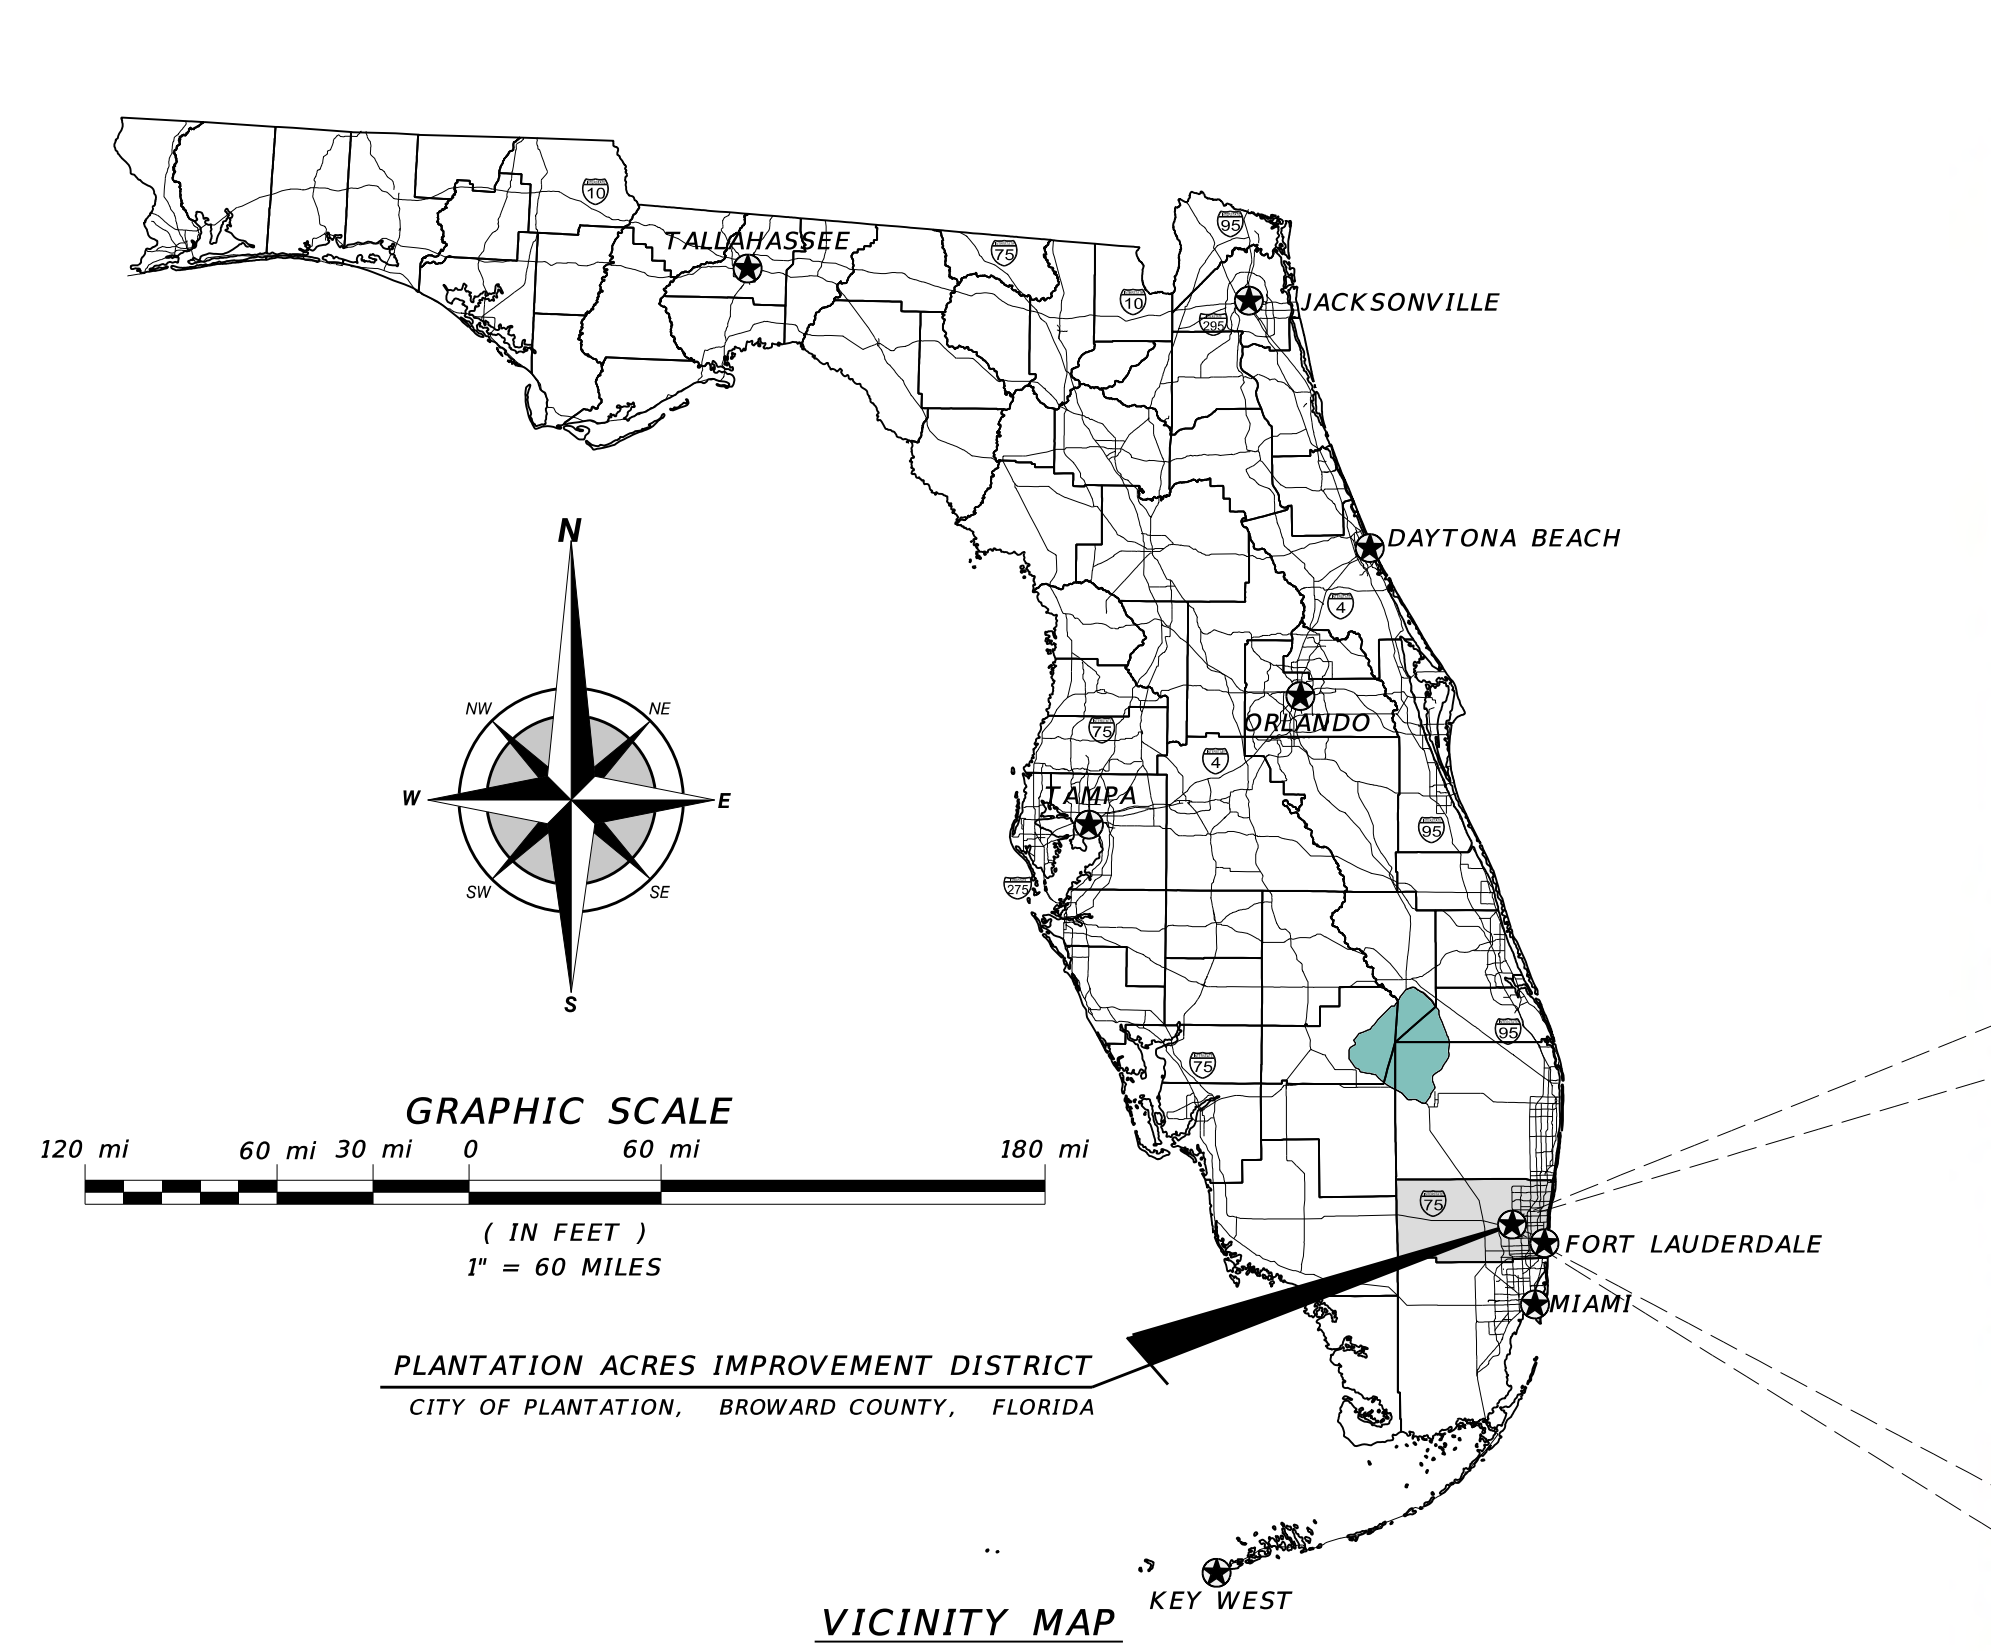 10
95
TALLAHASSEE
75
10
JACKSONVILLE
295
N
DAYTONA BEACH
4
NW
NE
75
ORLANDO
4
W
E
TAMPA
95
SW
SE
275
S
95
75
GRAPHIC SCALE
120 mi 60 mi 30 mi 0 60 mi 180 mi
75
( IN FEET )
FORT LAUDERDALE
1" = 60 MILES
MIAMI
PLANTATION ACRES IMPROVEMENT DISTRICT
CITY OF PLANTATION, BROWARD COUNTY, FLORIDA
KEY WEST
VICINITY MAP